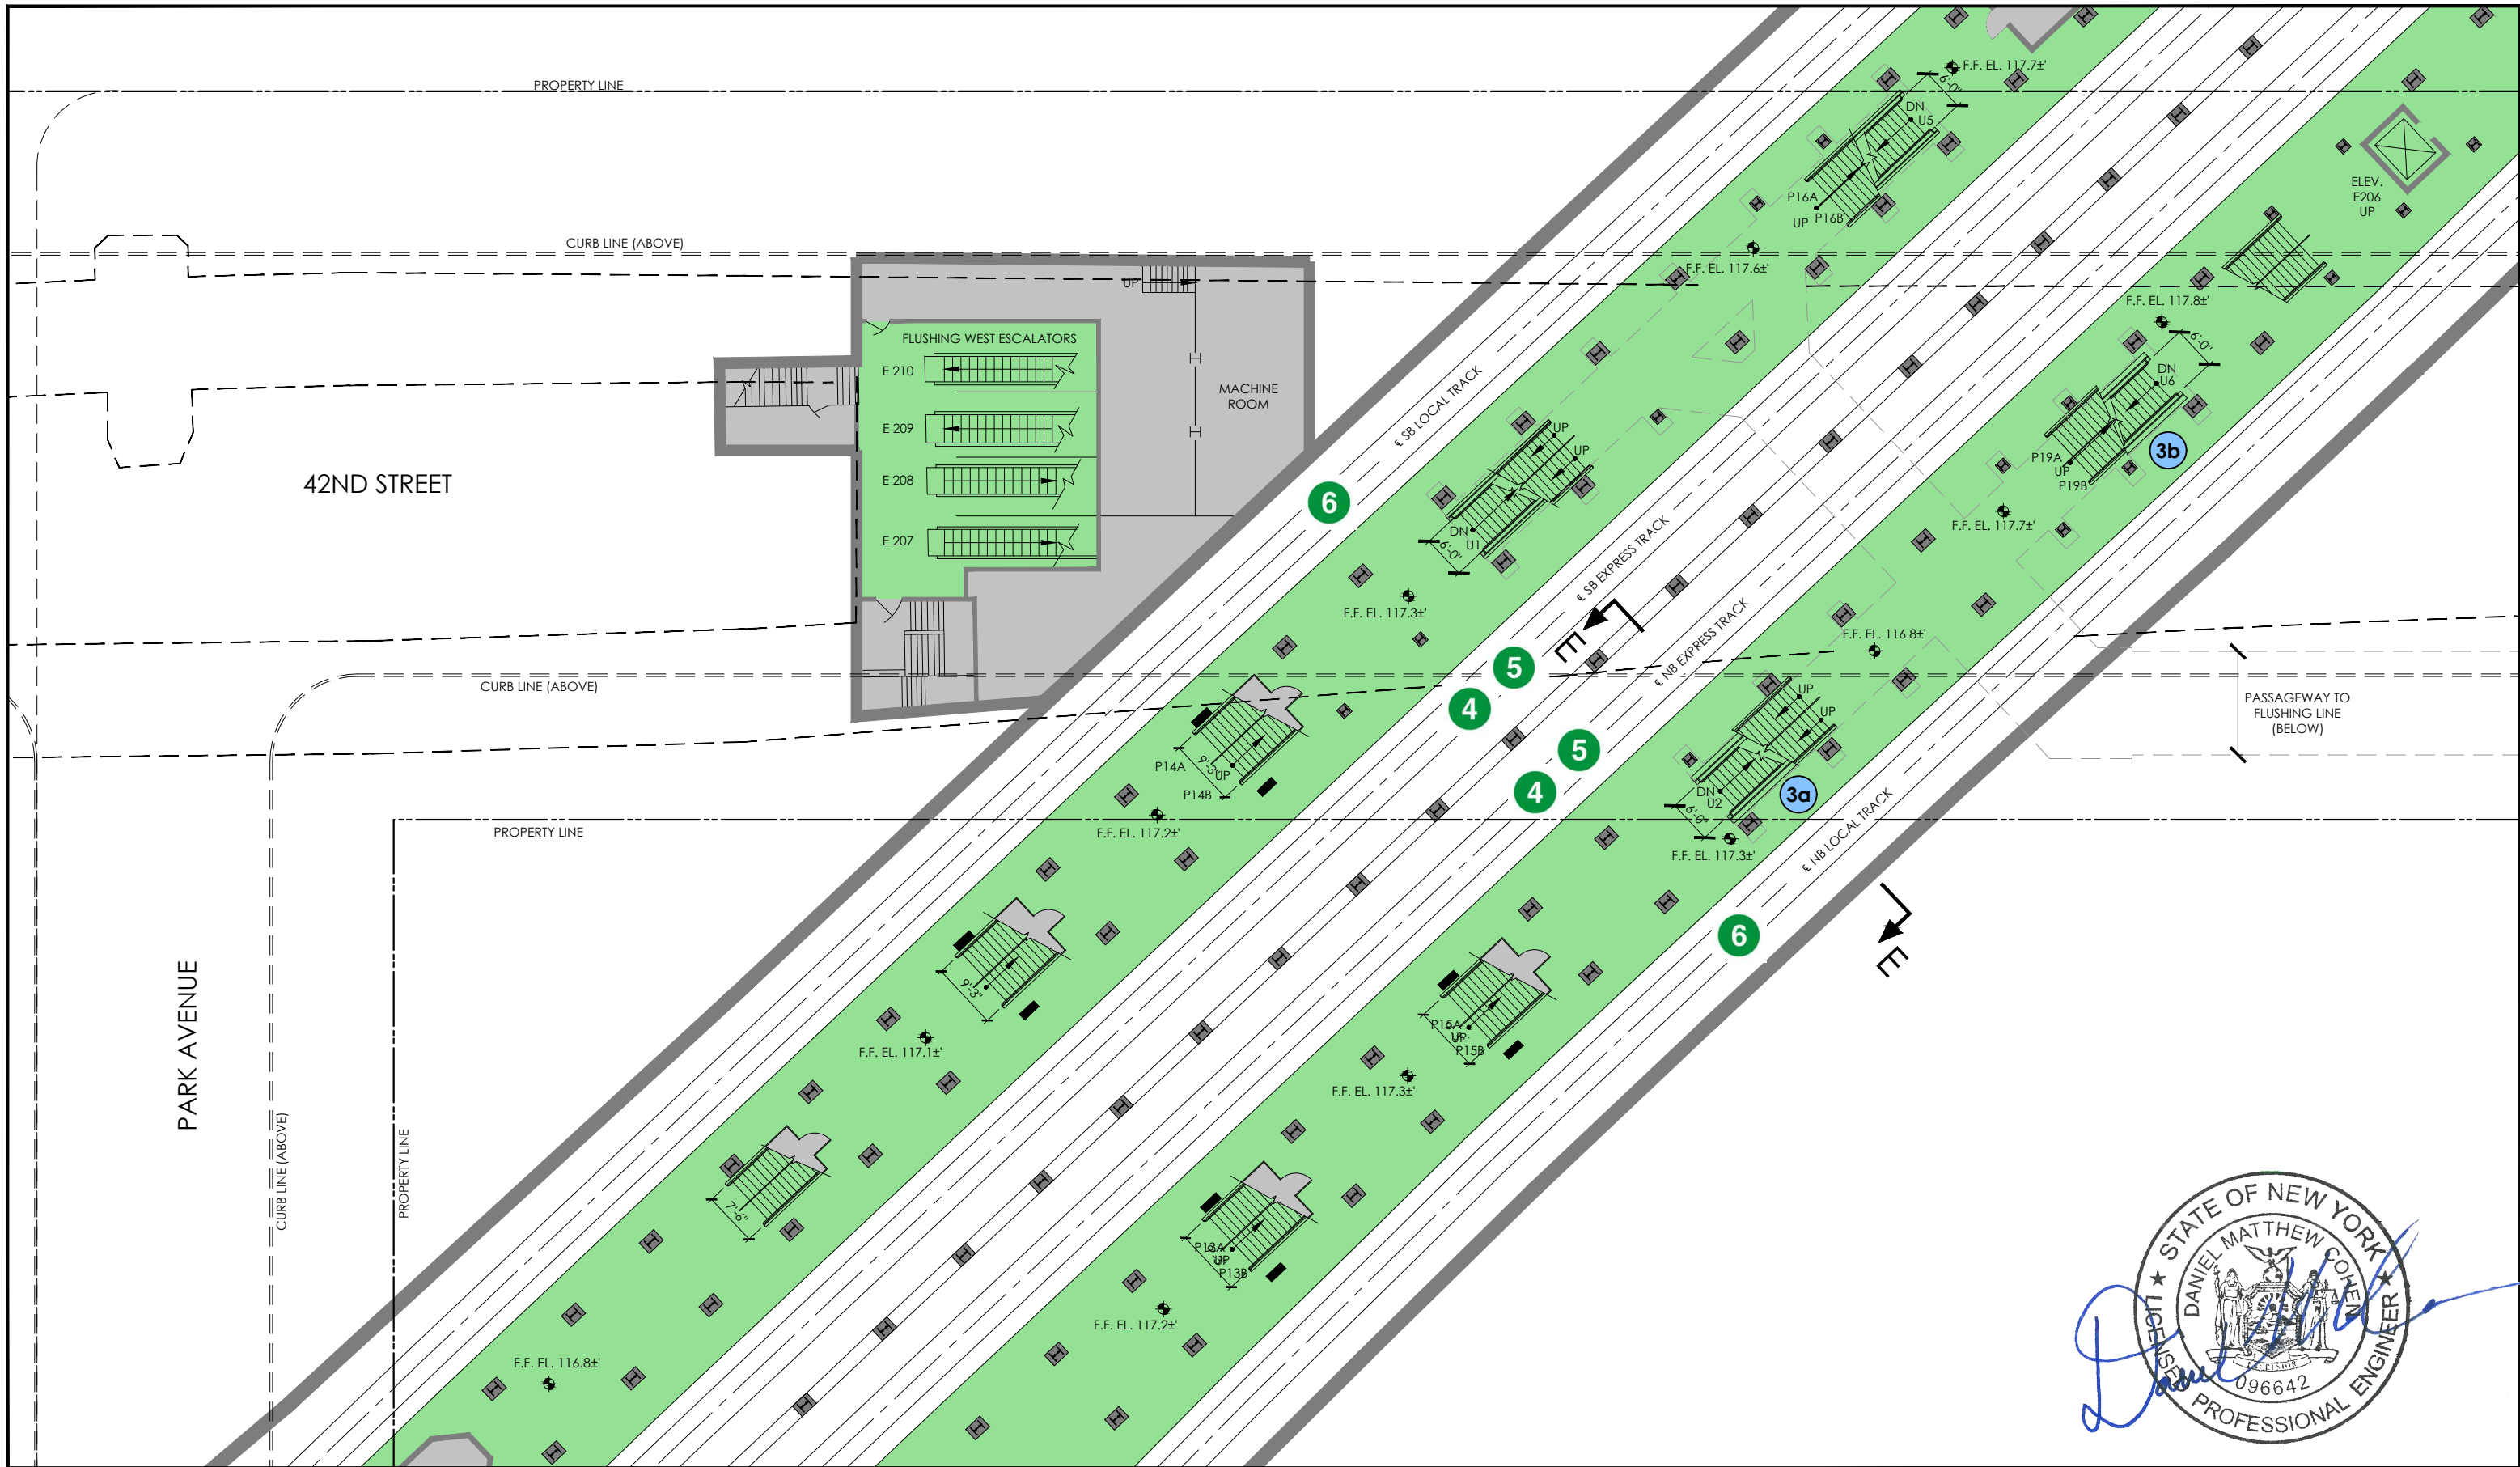 PROPERTY LINE
F.F. EL. 117.7±'
6'-0"
DN
U5
P16A
UP
P16B
ELEV.
E206
UP
CURB LINE (ABOVE)
F.F. EL. 117.6±'
UP
F.F. EL. 117.8±'
FLUSHING WEST ESCALATORS
E 210
E 209
E 208
E 207
MACHINE
ROOM
℄ SB LOCAL TRACK
6'-0"
DN
U6
P19A
UP
P19B
3b
42ND STREET
6
UP
UP
DN
U1
6'-0"
F.F. EL. 117.7±'
℄ SB EXPRESS TRACK
F.F. EL. 117.3±'
E
℄ NB EXPRESS TRACK
F.F. EL. 116.8±'
5
4
CURB LINE (ABOVE)
UP
UP
PASSAGEWAY TO
FLUSHING LINE
(BELOW)
5
4
P14A
9'-3"
UP
P14B
DN
U2
6'-0"
3a
℄ NB LOCAL TRACK
PROPERTY LINE
F.F. EL. 117.2±'
F.F. EL. 117.3±'
6
E
PARK AVENUE
9'-3"
P15A
UP
P15B
F.F. EL. 117.1±'
F.F. EL. 117.3±'
CURB LINE (ABOVE)
PROPERTY LINE
7'-6"
P13A
UP
P13B
F.F. EL. 117.2±'
F.F. EL. 116.8±'
STATE OF NEW YORK
DANIEL MATTHEW COHEN
EXCELSIOR
096642
LICENSED PROFESSIONAL ENGINEER